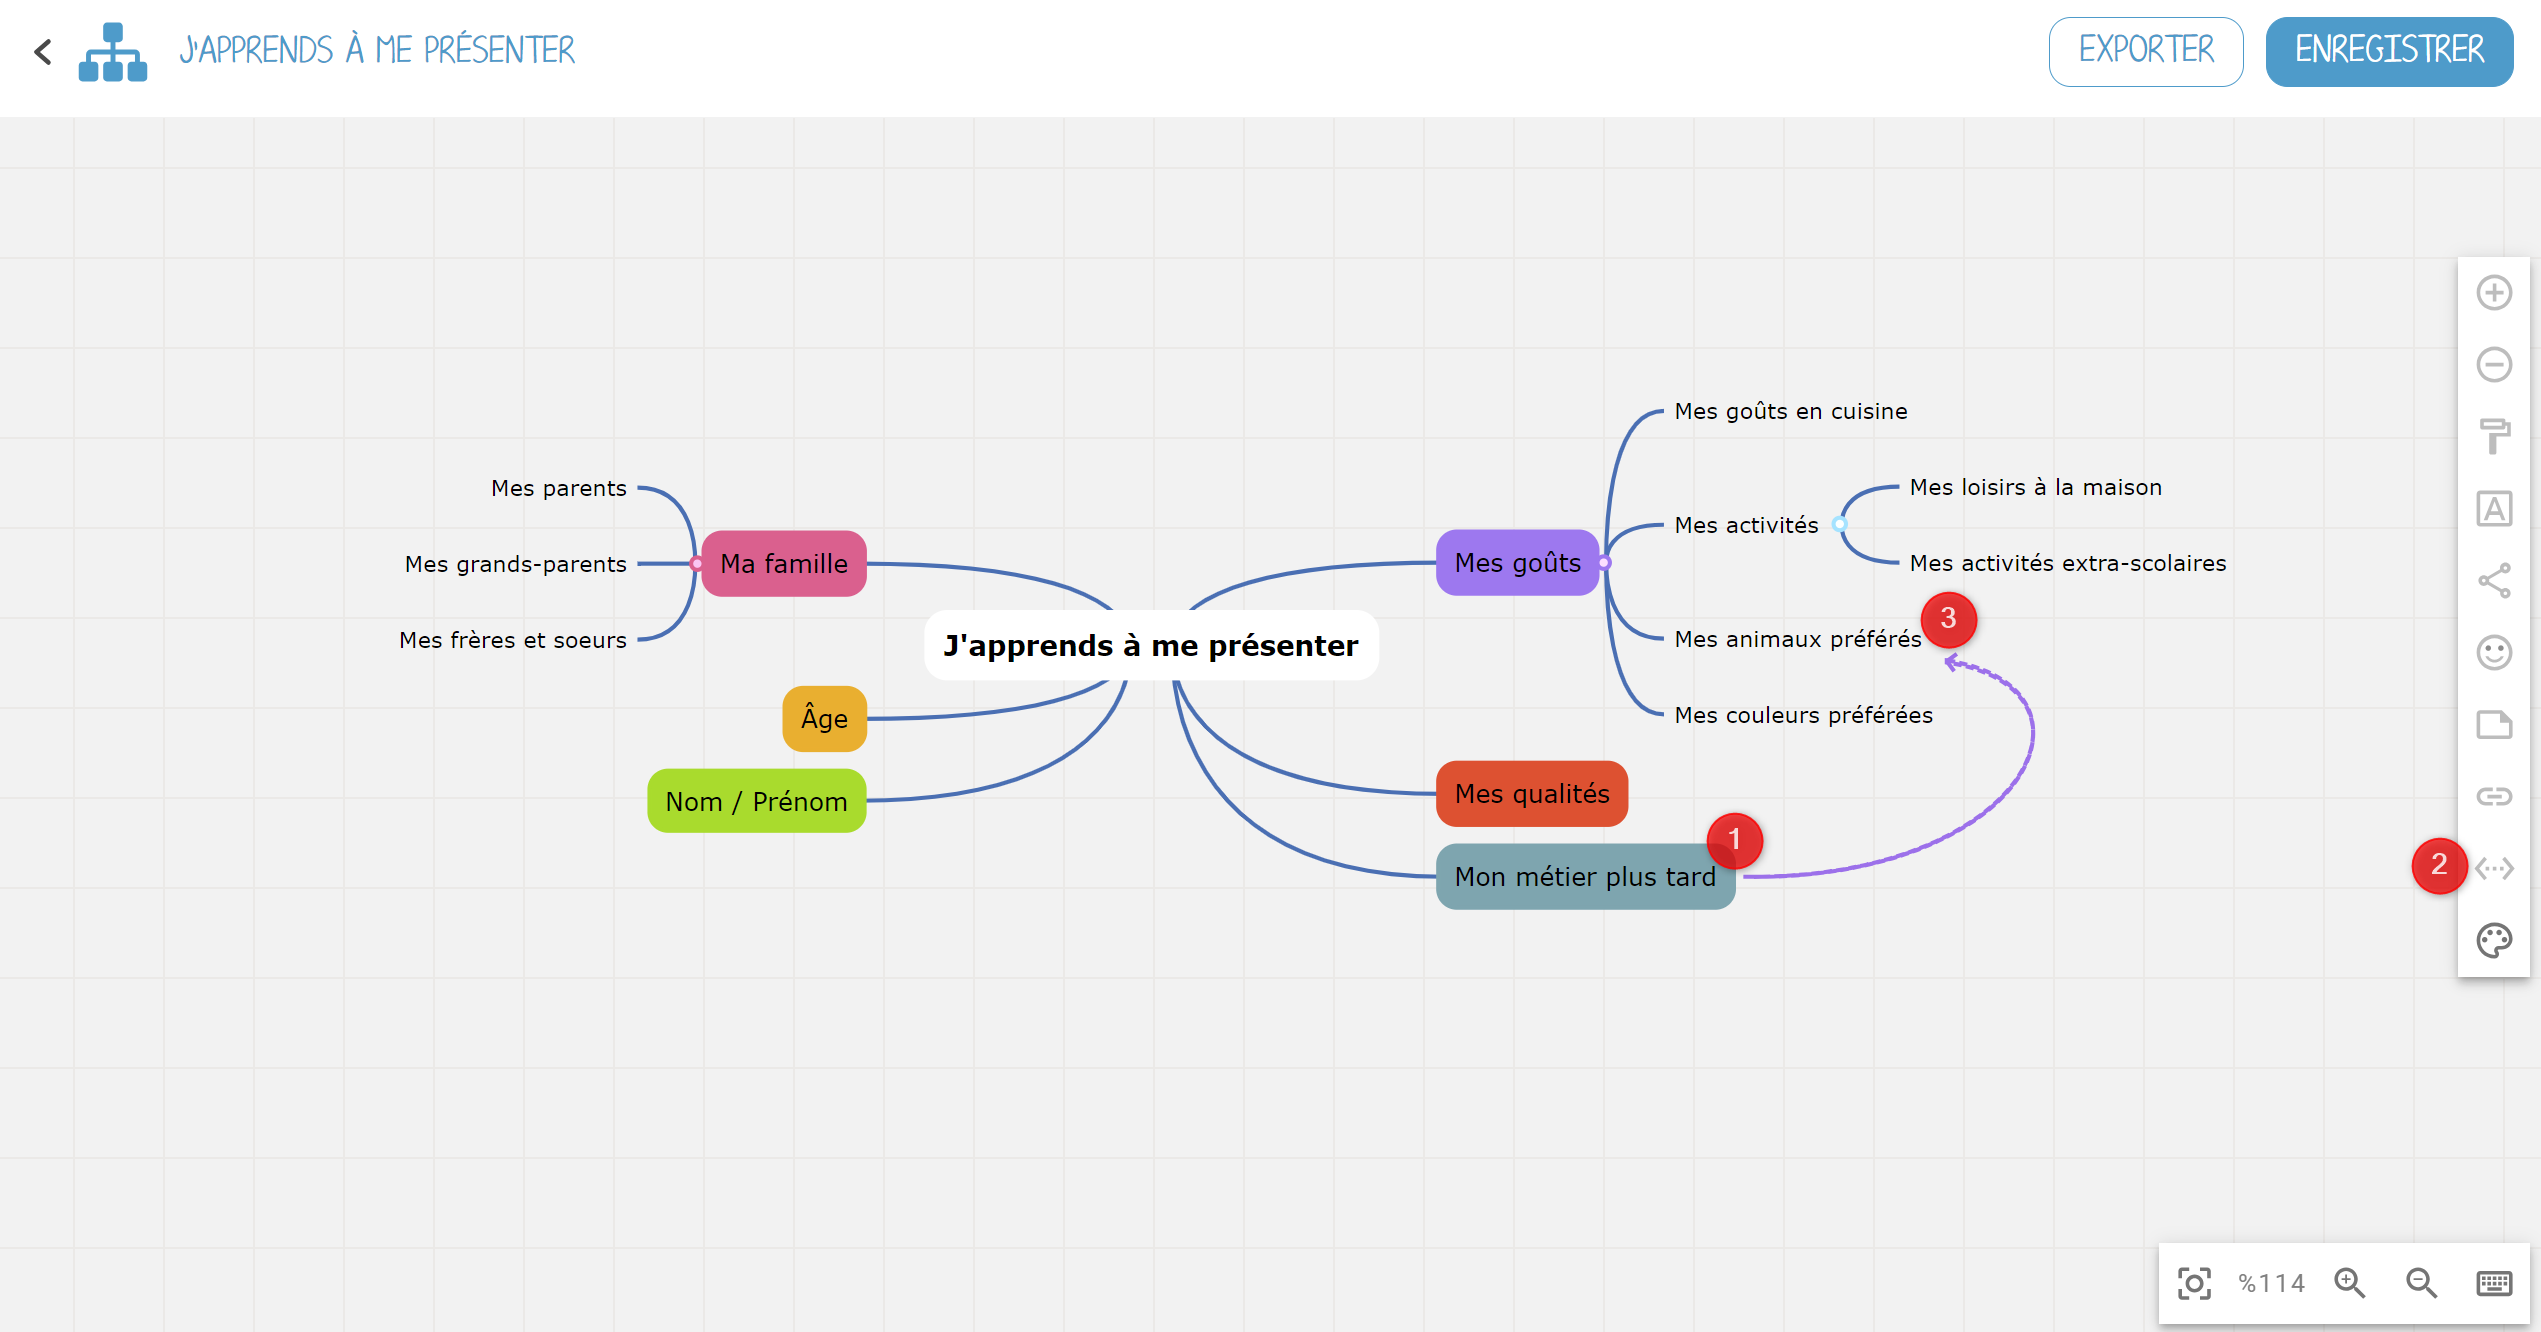 J'APPRENDS À ME PRÉSENTER
EXPORTER
ENREGISTRER
Mes goûts en cuisine
Mes parents
Mes loisirs à la maison
Mes activités
Mes grands-parents
Ma famille
Mes goûts
Mes activités extra-scolaires
3
Mes frères et soeurs
J'apprends à me présenter
Mes animaux préférés
Âge
Mes couleurs préférées
Nom / Prénom
Mes qualités
1
Mon métier plus tard
2
%114